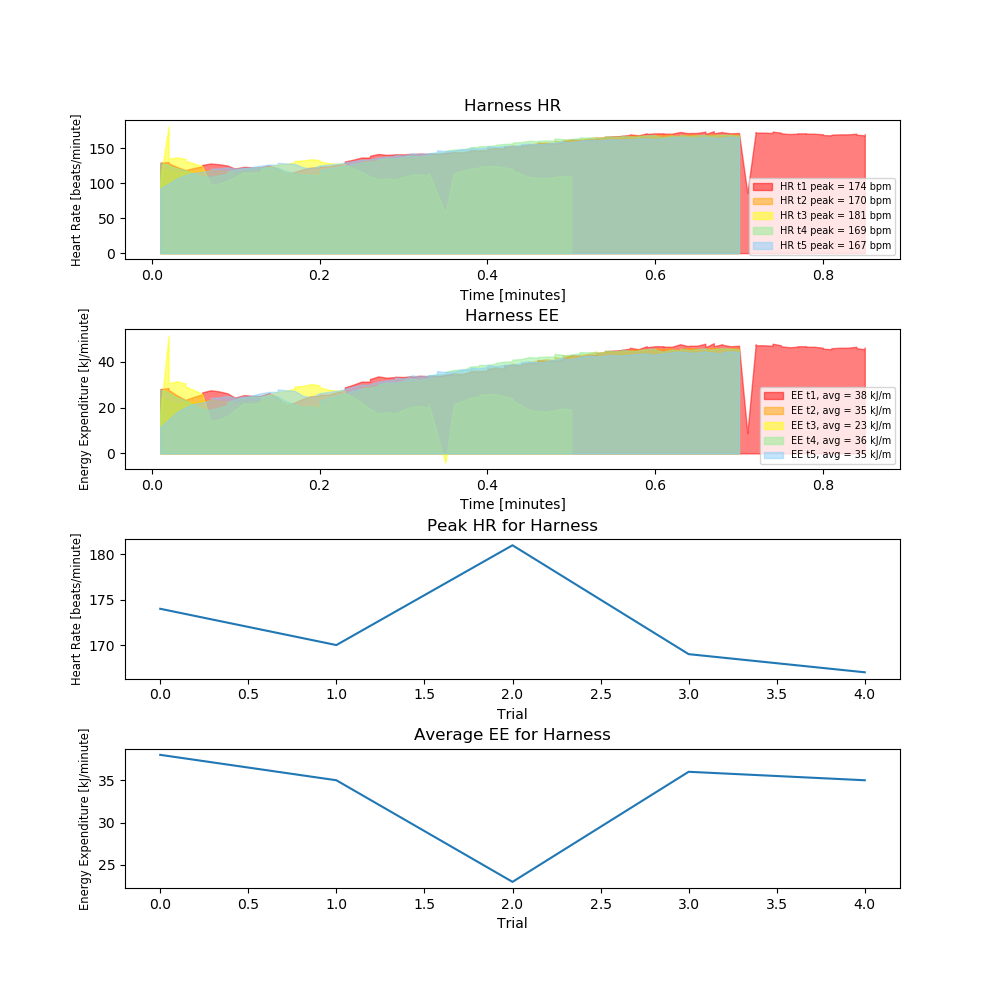 Harness HR
Heart Rate [beats/minute]
150
100
50
0
HR t1 peak = 174 bpm
HR t2 peak = 170 bpm
HR t3 peak = 181 bpm
HR t4 peak = 169 bpm
HR t5 peak = 167 bpm
0.0 0.2 0.4 0.6 0.8
Time [minutes]
Harness EE
Energy Expenditure [kJ/minute]
40
20
0
EE t1, avg = 38 kJ/m
EE t2, avg = 35 kJ/m
EE t3, avg = 23 kJ/m
EE t4, avg = 36 kJ/m
EE t5, avg = 35 kJ/m
0.0 0.2 0.4 0.6 0.8
Time [minutes]
Peak HR for Harness
Heart Rate [beats/minute]
180
175
170
0.0 0.5 1.0 1.5 2.0 2.5 3.0 3.5 4.0
Trial
Average EE for Harness
Energy Expenditure [kJ/minute]
35
30
25
0.0 0.5 1.0 1.5 2.0 2.5 3.0 3.5 4.0
Trial